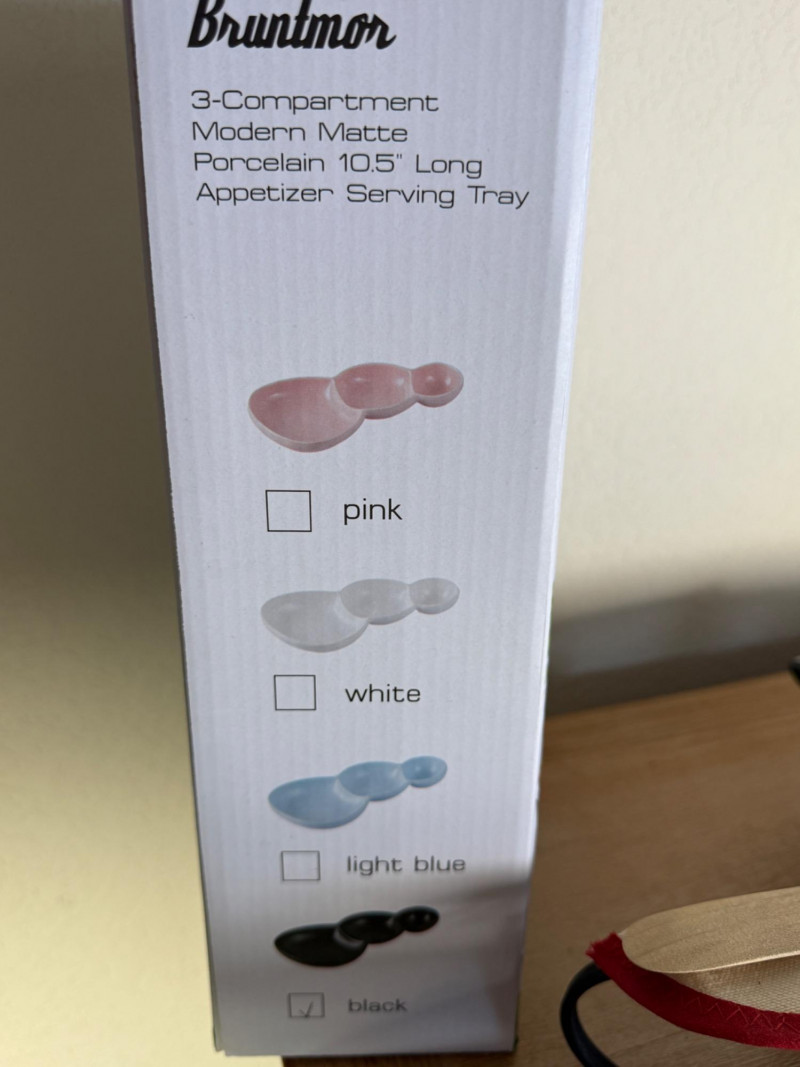 Bruntmor
3-Compartment
Modern Matte
Porcelain 10.5" Long
Appetizer Serving Tray
pink
white
light blue
black